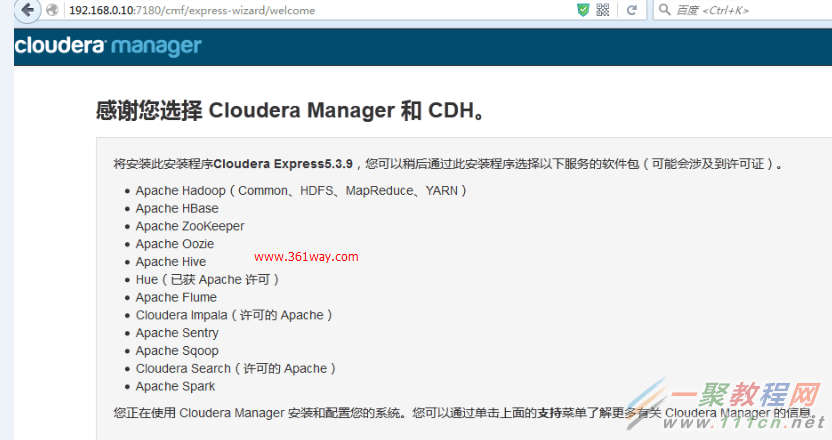 192.168.0.10:7180/cmf/express-wizard/welcome
百度 <Ctrl+K>
cloudera manager
感谢您选择 Cloudera Manager 和 CDH。
将安装此安装程序Cloudera Express5.3.9，您可以稍后通过此安装程序选择以下服务的软件包（可能会涉及到许可证）。
Apache Hadoop（Common、HDFS、MapReduce、YARN）
Apache HBase
Apache ZooKeeper
Apache Oozie
Apache Hive
www.361way.com
Hue（已获 Apache 许可）
Apache Flume
Cloudera Impala（许可的 Apache）
Apache Sentry
Apache Sqoop
Cloudera Search（许可的 Apache）
Apache Spark
一聚教程网
您正在使用 Cloudera Manager 安装和配置您的系统。您可以通过单击上面的支持菜单了解更多有关 Cloudera Manager 的信息。
www.111cn.net